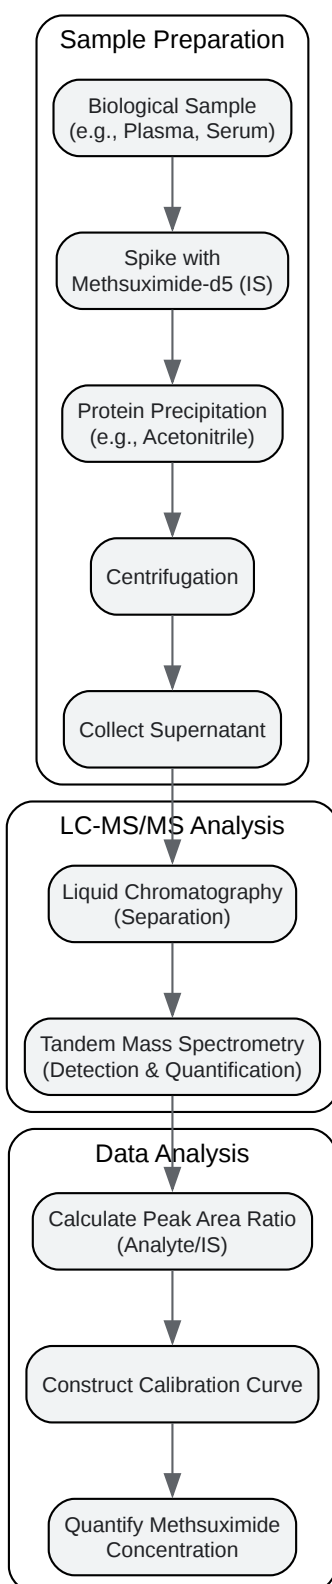 Sample Preparation
Biological Sample
(e.g., Plasma, Serum)
Spike with
Methsuximide-d5 (IS)
Protein Precipitation
(e.g., Acetonitrile)
Centrifugation
Collect Supernatant
LC-MS/MS Analysis
Liquid Chromatography
(Separation)
Tandem Mass Spectrometry
(Detection & Quantification)
Data Analysis
Calculate Peak Area Ratio
(Analyte/IS)
Construct Calibration Curve
Quantify Methsuximide
Concentration